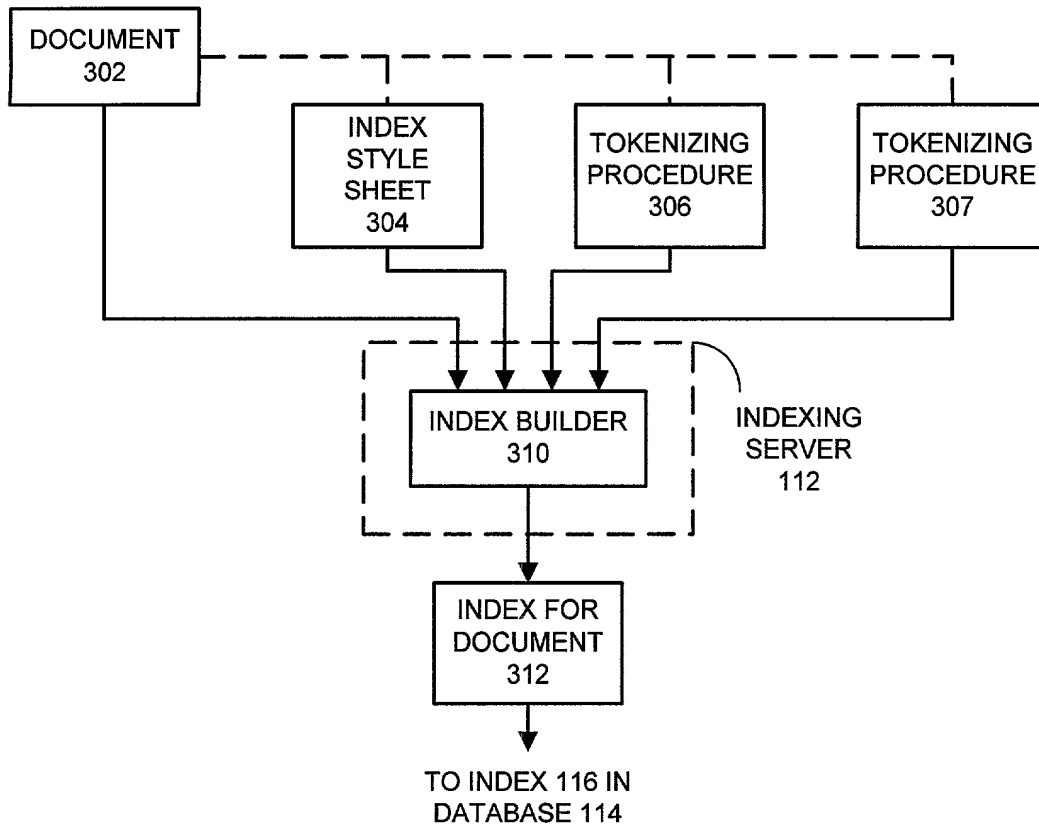 DOCUMENT
302
INDEX
STYLE
SHEET
304
TOKENIZING
PROCEDURE
306
TOKENIZING
PROCEDURE
307
INDEX BUILDER
310
INDEXING
SERVER
112
INDEX FOR
DOCUMENT
312
TO INDEX 116 IN
DATABASE 114